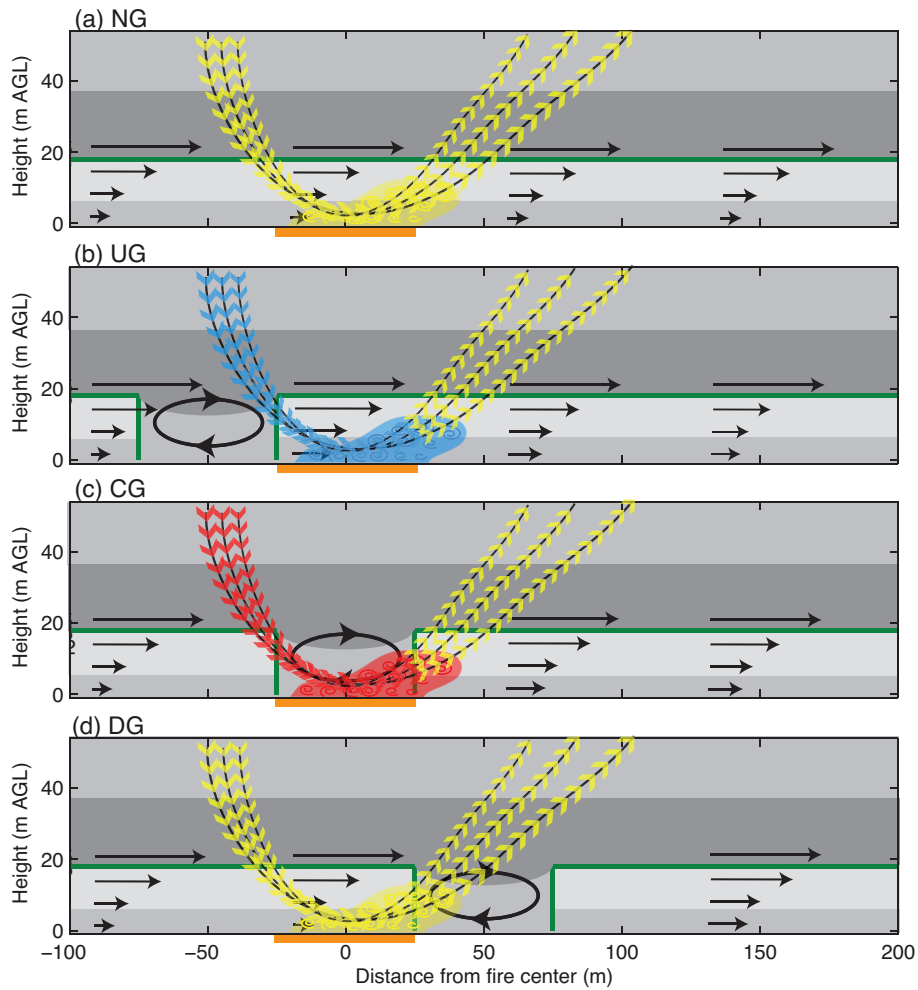 (a) NG
Height (m AGL)
40
20
0
(b) UG
Height (m AGL)
40
20
0
(c) CG
Height (m AGL)
40
20
0
(d) DG
Height (m AGL)
40
20
0
−100 −50 0 50 100 150 200
Distance from fire center (m)